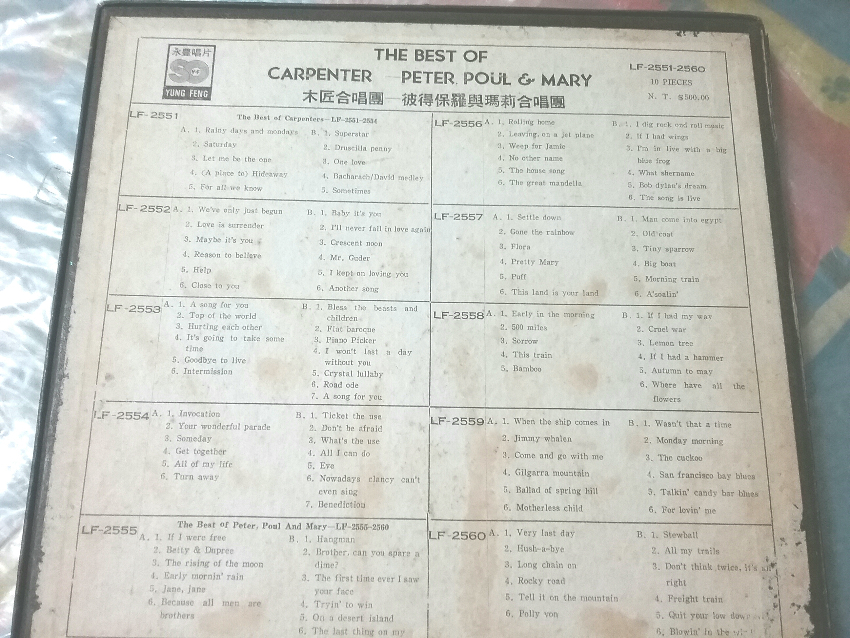 永豐唱片
YUNG FENG
THE BEST OF
CARPENTER — PETER, POUL & MARY
木匠合唱團—彼得保羅與瑪莉合唱團
LF-2551-2560
10 PIECES
N. T. $500.00
LF-2551
The Best of Carpenters—LF-2551-2554
A. 1. Rainy days and mondays
2. Saturday
3. Let me be the one
4. (A place to) Hideaway
5. For all we know
B. 1. Superstar
2. Druscilla penny
3. One love
4. Bacharach/David medley
5. Sometimes
LF-2552
A. 1. We've only just begun
2. Love is surrender
3. Maybe it's you
4. Reason to believe
5. Help
6. Close to you
B. 1. Baby it's you
2. I'll never fall in love again
3. Crescent noon
4. Mr. Guder
5. I kept on loving you
6. Another song
LF-2553
A. 1. A song for you
2. Top of the world
3. Hurting each other
4. It's going to take some
time
5. Goodbye to live
6. Intermission
B. 1. Bless the beasts and
children
2. Flat baroque
3. Piano Picker
4. I won't last a day
without you
5. Crystal lullaby
6. Road ode
7. A song for you
LF-2554
A. 1. Invocation
2. Your wonderful parade
3. Someday
4. Get together
5. All of my life
6. Turn away
B. 1. Ticket the use
2. Don't be afraid
3. What's the use
4. All I can do
5. Eve
6. Nowadays clancy can't
even sing
7. Benediction
LF-2555
The Best of Peter, Poul And Mary—LF-2555-2560
A. 1. If I were free
2. Betty & Dupree
3. The rising of the moon
4. Early mornin' rain
5. Jane, jane
6. Because all men are
brothers
B. 1. Hangman
2. Brother, can you spare a
dime?
3. The first time ever I saw
your face
4. Tryin' to win
5. On a desert island
6. The last thing on my
LF-2556
A. 1. Rolling home
2. Leaving, on a jet plane
3. Weep for Jamie
4. No other name
5. The house song
6. The great mandella
B. 1. I dig rock and roll music
2. If I had wings
3. I'm in live with a big
blue frog
4. What shername
5. Bob dylan's dream
6. The song is live
LF-2557
A. 1. Settle down
2. Gone the rainbow
3. Flora
4. Pretty Mary
5. Puff
6. This land is your land
B. 1. Man come into egypt
2. Old coat
3. Tiny sparrow
4. Big boat
5. Morning train
6. A'soalin'
LF-2558
A. 1. Early in the morning
2. 500 miles
3. Sorrow
4. This train
5. Bamboo
B. 1. If I had my way
2. Cruel war
3. Lemon tree
4. If I had a hammer
5. Autumn to may
6. Where have all the
flowers
LF-2559
A. 1. When the ship comes in
2. Jimmy whalen
3. Come and go with me
4. Gilgarra mountain
5. Ballad of spring hill
6. Motherless child
B. 1. Wasn't that a time
2. Monday morning
3. The cuckoo
4. San francisco bay blues
5. Talkin' candy bar blues
6. For lovin' me
LF-2560
A. 1. Very last day
2. Hush-a-bye
3. Long chain on
4. Rocky road
5. Tell it on the mountain
6. Polly von
B. 1. Stewball
2. All my trails
3. Don't think twice, it's all
right
4. Freight train
5. Quit your low down
6. Blowin' in the